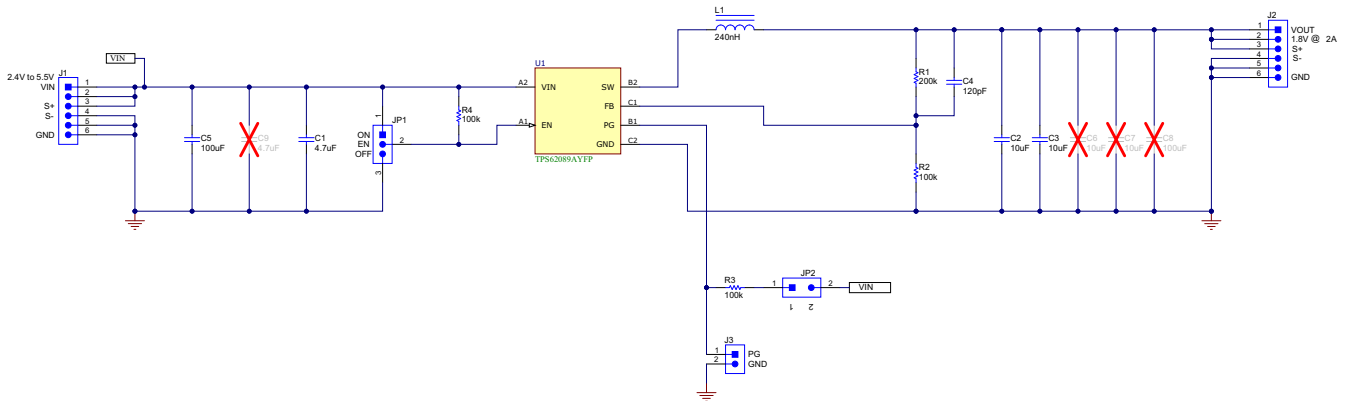 L1
240nH
J2
1 VOUT
2 1.8V @ 2A
3 S+
4 S-
5
6 GND
VIN
2.4V to 5.5V
J1
VIN 1
2
S+ 3
S- 4
5
GND 6
C5
100uF
C9
4.7uF
C1
4.7uF
1
JP1
ON
EN 2
OFF
3
R4
100k
U1
A2 VIN SW B2
FB C1
A1 EN PG B1
GND C2
TPS62089AYFP
R1
200k
C4
120pF
R2
100k
C2
10uF
C3
10uF
C6
10uF
C7
10uF
C8
100uF
R3
100k
JP2
1 2
1 2
VIN
J3
1 PG
2 GND